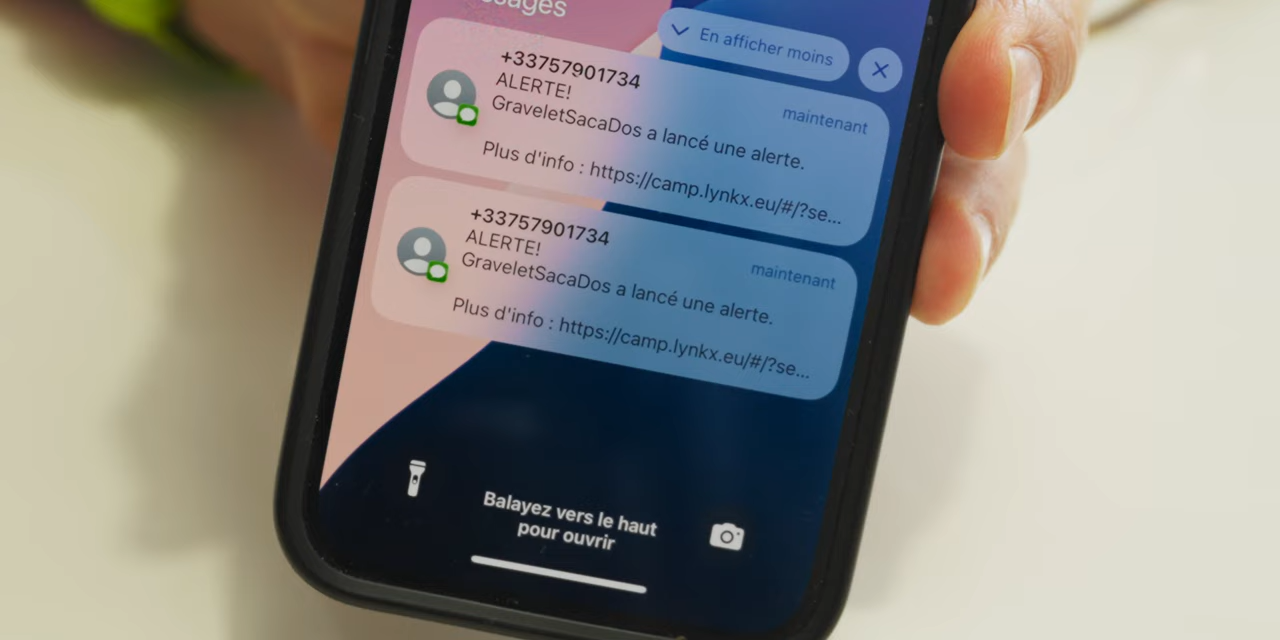 En afficher moins
+33757901734
maintenant
ALERTE!
GraveletSacaDos a lancé une alerte.
Plus d'info : https://camp.lynkx.eu/#/?se...
+33757901734
maintenant
ALERTE!
GraveletSacaDos a lancé une alerte.
Plus d'info : https://camp.lynkx.eu/#/?se...
Balayez vers le haut
pour ouvrir